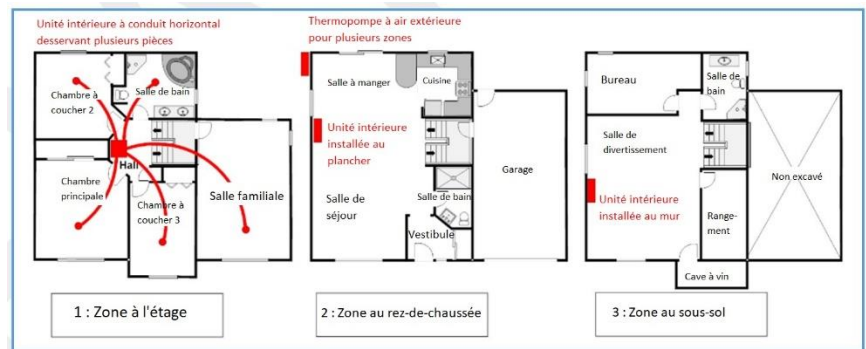 Unité intérieure à conduit horizontal
desservant plusieurs pièces
Chambre à
coucher 2
Salle de bain
Hall
Chambre
principale
Chambre à
coucher 3
Salle familiale
1 : Zone à l'étage
Thermopompe à air extérieure
pour plusieurs zones
Salle à manger
Cuisine
Unité intérieure
installée au
plancher
Garage
Salle de
séjour
Salle de bain
Vestibule
2 : Zone au rez-de-chaussée
Bureau
Salle de
bain
Salle de
divertissement
Non excavé
Unité intérieure
installée au mur
Range-
ment
Cave à vin
3 : Zone au sous-sol